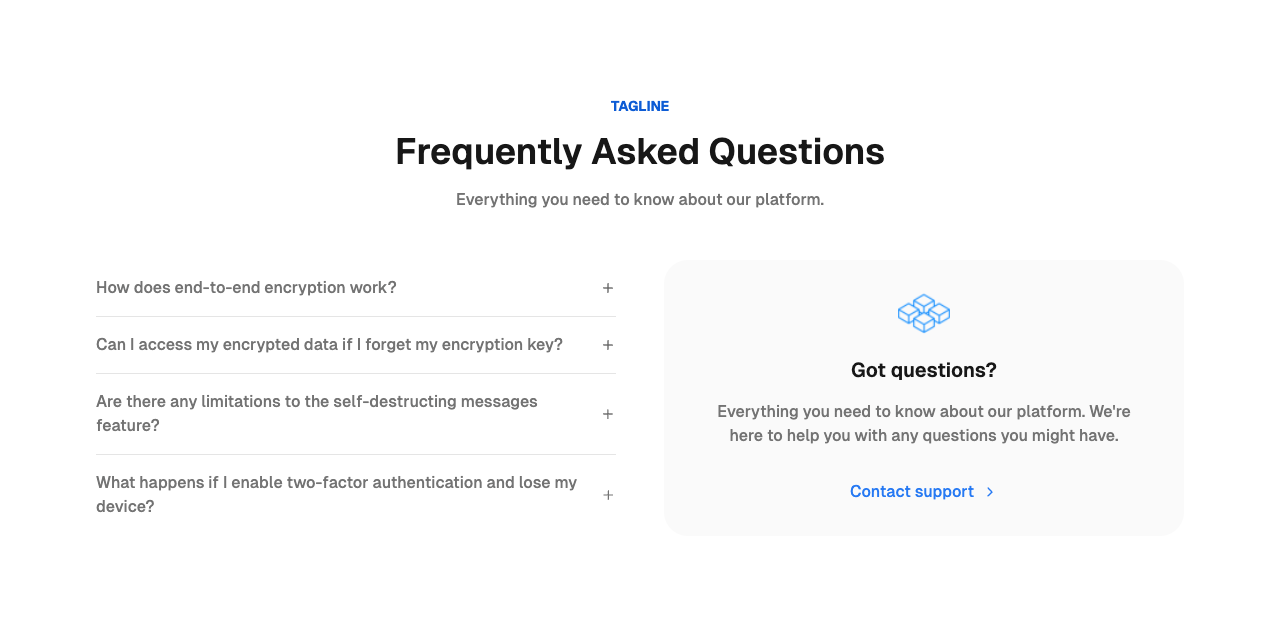 TAGLINE
Frequently Asked Questions
Everything you need to know about our platform.
How does end-to-end encryption work?
Can I access my encrypted data if I forget my encryption key?
Are there any limitations to the self-destructing messages
feature?
What happens if I enable two-factor authentication and lose my
device?
Got questions?
Everything you need to know about our platform. We're
here to help you with any questions you might have.
Contact support